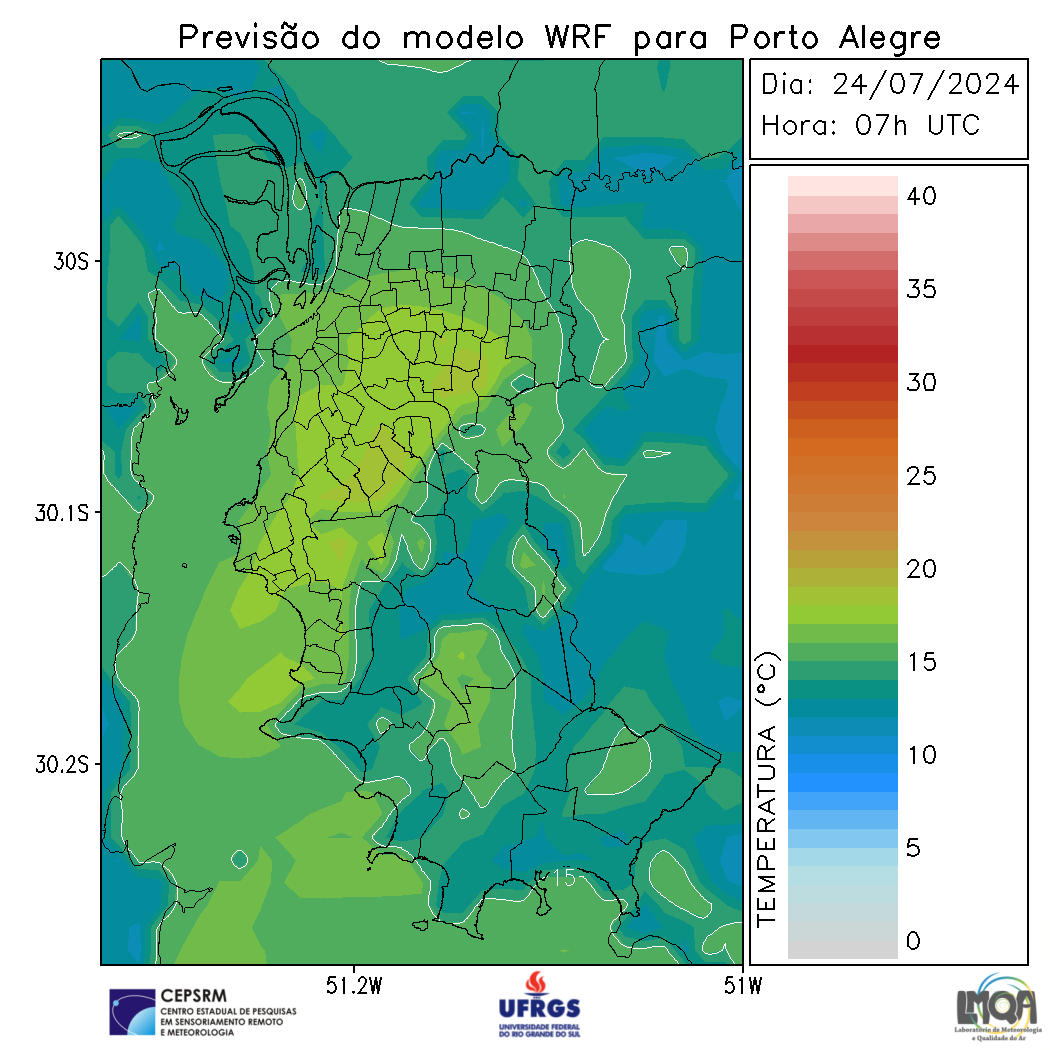 Previsão do modelo WRF para Porto Alegre
Dia: 24/07/2024
Hora: 07h UTC
40
35
30
25
20
15
10
5
0
TEMPERATURA (°C)
30S
30.1S
30.2S
15
51.2W
51W
CEPSRM
CENTRO ESTADUAL DE PESQUISAS
EM SENSORIAMENTO REMOTO
E METEOROLOGIA
UFRGS
UNIVERSIDADE FEDERAL
DO RIO GRANDE DO SUL
LMQA
Laboratório de Meteorologia
e Qualidade do Ar